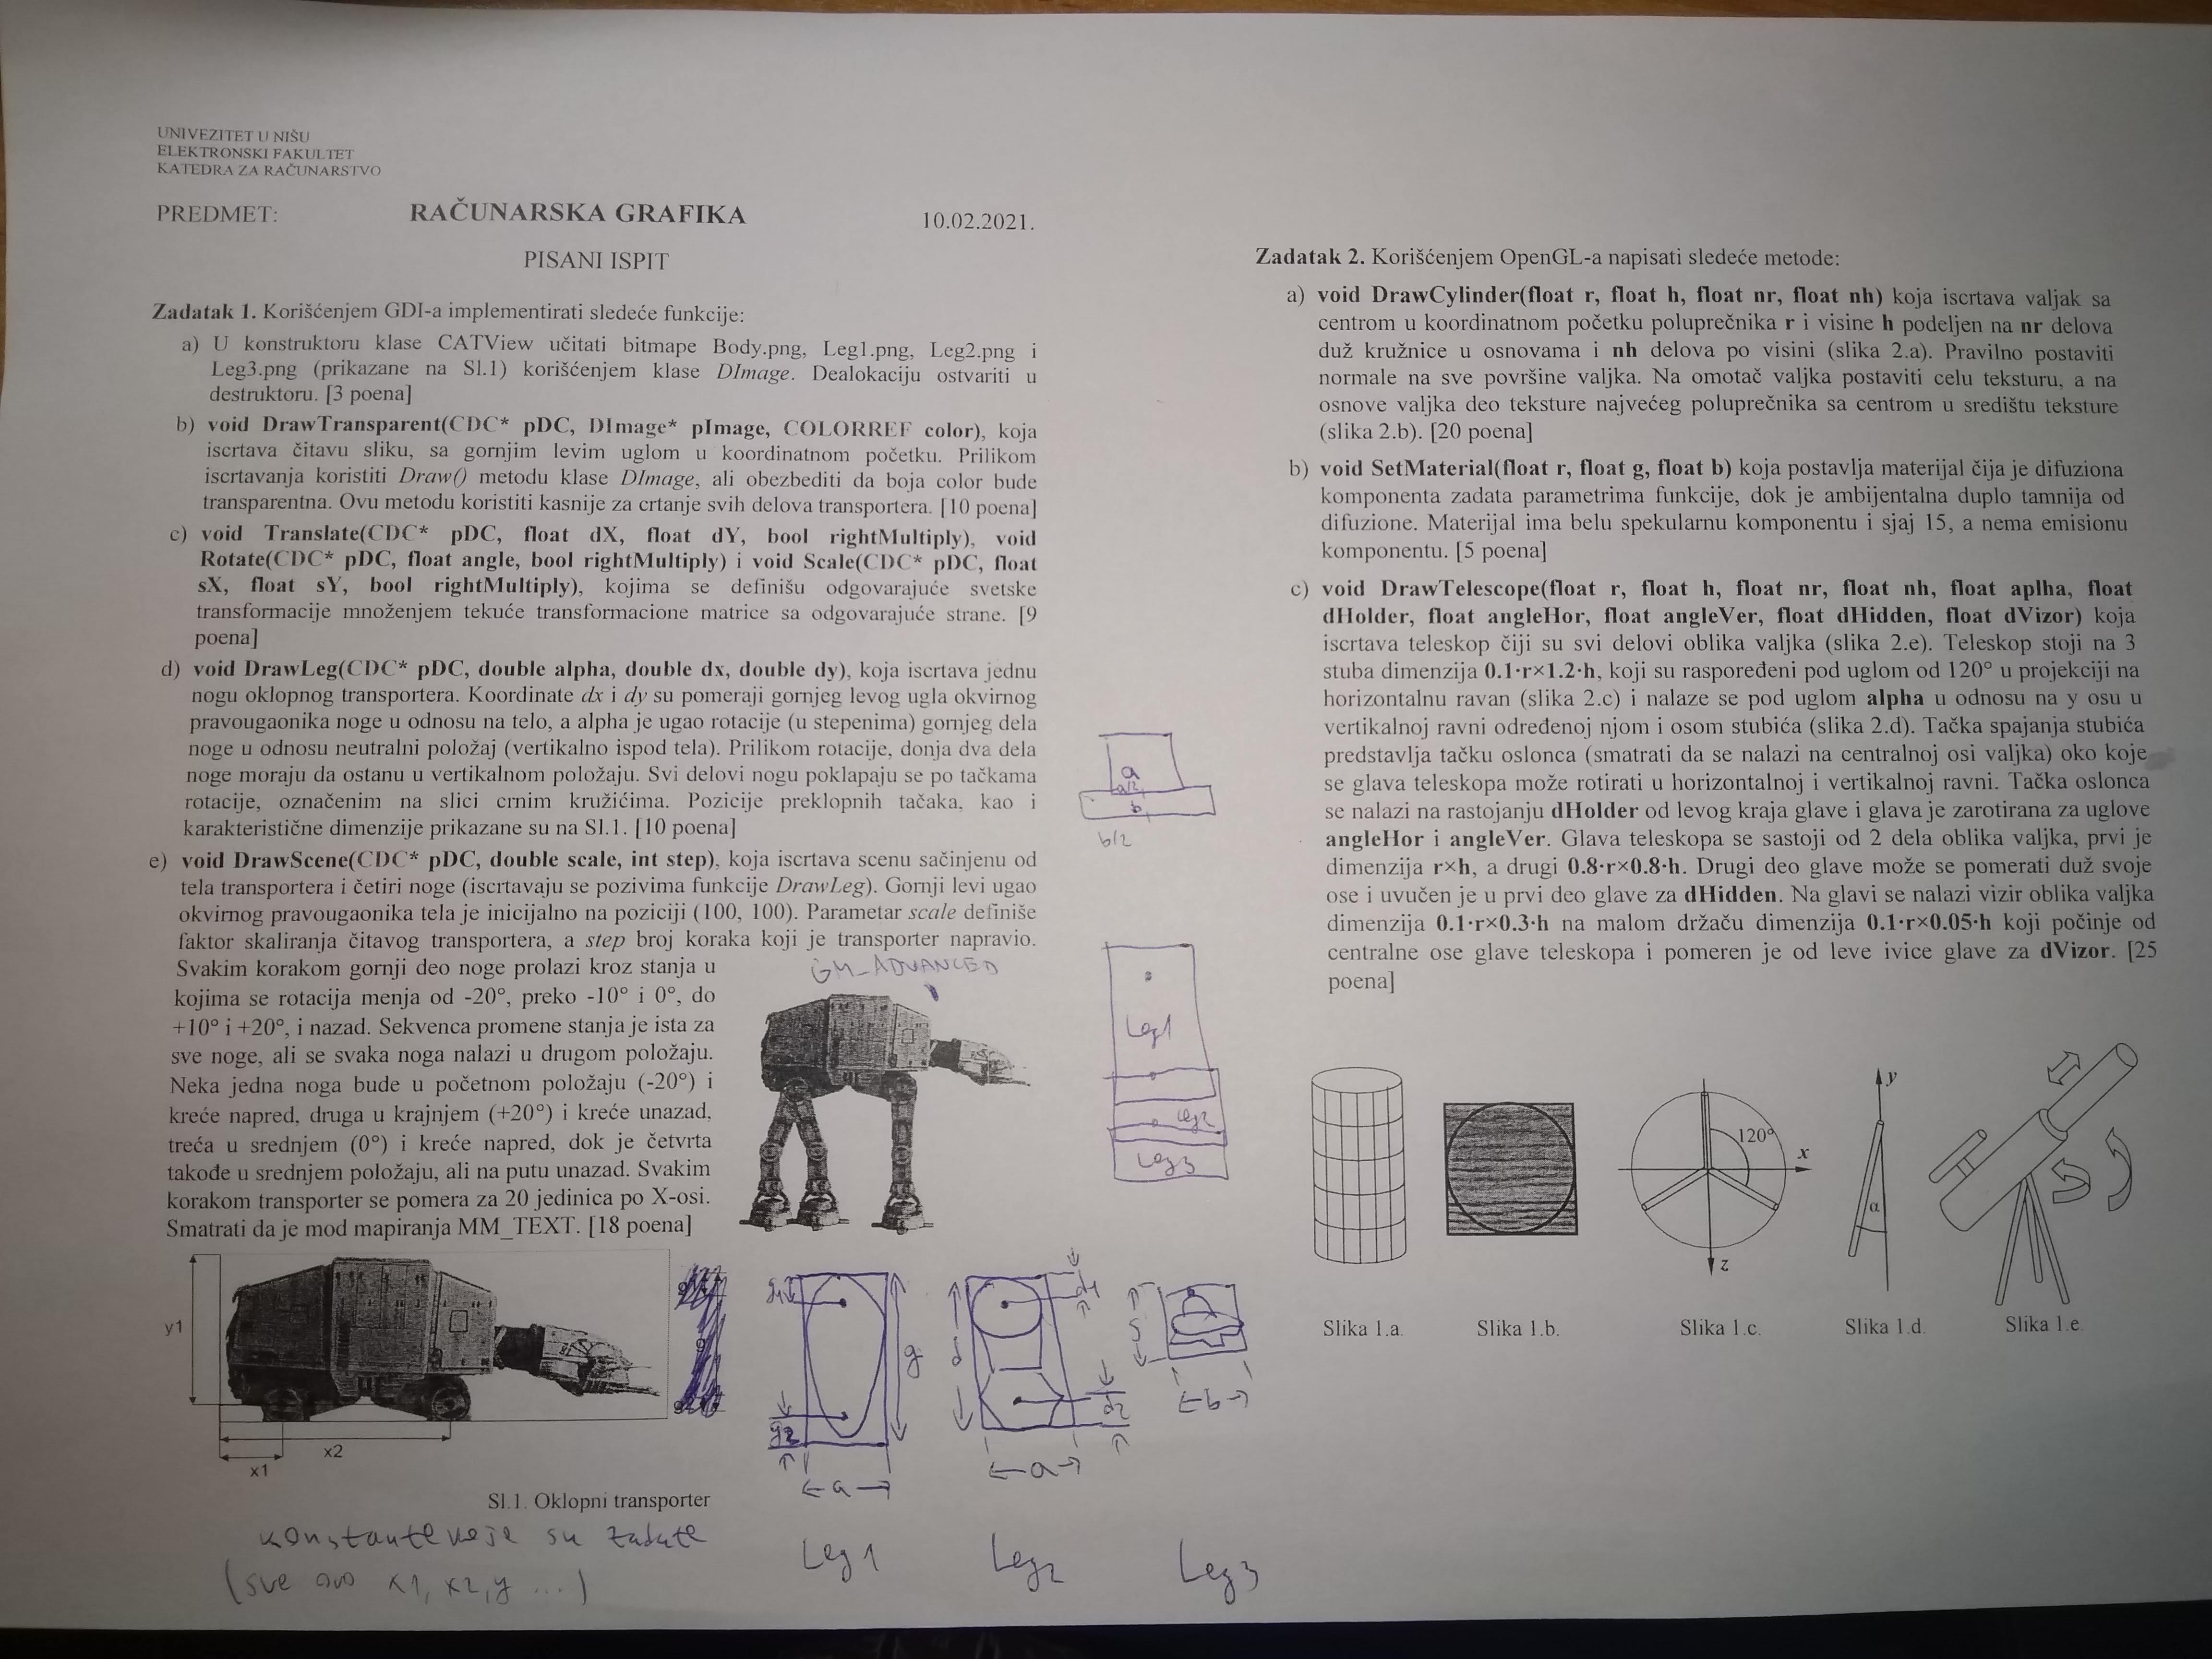 UNIVEZITET U NIŠU
ELEKTRONSKI FAKULTET
KATEDRA ZA RAČUNARSTVO
PREDMET: RAČUNARSKA GRAFIKA 10.02.2021.
PISANI ISPIT
Zadatak 1. Korišćenjem GDI-a implementirati sledeće funkcije:
a) U konstruktoru klase CATView učitati bitmape Body.png, Leg1.png, Leg2.png i
Leg3.png (prikazane na Sl.1) korišćenjem klase DImage. Dealokaciju ostvariti u
destruktoru. [3 poena]
b) void DrawTransparent(CDC* pDC, DImage* pImage, COLORREF color), koja
iscrtava čitavu sliku, sa gornjim levim uglom u koordinatnom početku. Prilikom
iscrtavanja koristiti Draw() metodu klase DImage, ali obezbediti da boja color bude
transparentna. Ovu metodu koristiti kasnije za crtanje svih delova transportera. [10 poena]
c) void Translate(CDC* pDC, float dX, float dY, bool rightMultiply), void
Rotate(CDC* pDC, float angle, bool rightMultiply) i void Scale(CDC* pDC, float
sX, float sY, bool rightMultiply), kojima se definišu odgovarajuće svetske
transformacije množenjem tekuće transformacione matrice sa odgovarajuće strane. [9
poena]
d) void DrawLeg(CDC* pDC, double alpha, double dx, double dy), koja iscrtava jednu
nogu oklopnog transportera. Koordinate dx i dy su pomeraji gornjeg levog ugla okvirnog
pravougaonika noge u odnosu na telo, a alpha je ugao rotacije (u stepenima) gornjeg dela
noge u odnosu neutralni položaj (vertikalno ispod tela). Prilikom rotacije, donja dva dela
noge moraju da ostanu u vertikalnom položaju. Svi delovi nogu poklapaju se po tačkama
rotacije, označenim na slici crnim kružićima. Pozicije preklopnih tačaka, kao i
karakteristične dimenzije prikazane su na Sl.1. [10 poena]
e) void DrawScene(CDC* pDC, double scale, int step), koja iscrtava scenu sačinjenu od
tela transportera i četiri noge (iscrtavaju se pozivima funkcije DrawLeg). Gornji levi ugao
okvirnog pravougaonika tela je inicijalno na poziciji (100, 100). Parametar scale definiše
faktor skaliranja čitavog transportera, a step broj koraka koji je transporter napravio.
Svakim korakom gornji deo noge prolazi kroz stanja u
kojima se rotacija menja od -20°, preko -10° i 0°, do
+10° i +20°, i nazad. Sekvenca promene stanja je ista za
sve noge, ali se svaka noga nalazi u drugom položaju.
Neka jedna noga bude u početnom položaju (-20°) i
kreće napred, druga u krajnjem (+20°) i kreće unazad,
treća u srednjem (0°) i kreće napred, dok je četvrta
takođe u srednjem položaju, ali na putu unazad. Svakim
korakom transporter se pomera za 20 jedinica po X-osi.
Smatrati da je mod mapiranja MM_TEXT. [18 poena]
GM_ADVANCED
y1
x2
x1
Sl.1. Oklopni transporter
konstante koje su zadate
(sve ovo x1, x2, y ...)
g1
g
g2
a
Leg1
d
d1
d2
a
Leg2
s
b
Leg3
a
a/2
b
b/2
Leg1
Leg2
Leg3
Zadatak 2. Korišćenjem OpenGL-a napisati sledeće metode:
a) void DrawCylinder(float r, float h, float nr, float nh) koja iscrtava valjak sa
centrom u koordinatnom početku poluprečnika r i visine h podeljen na nr delova
duž kružnice u osnovama i nh delova po visini (slika 2.a). Pravilno postaviti
normale na sve površine valjka. Na omotač valjka postaviti celu teksturu, a na
osnove valjka deo teksture najvećeg poluprečnika sa centrom u središtu teksture
(slika 2.b). [20 poena]
b) void SetMaterial(float r, float g, float b) koja postavlja materijal čija je difuziona
komponenta zadata parametrima funkcije, dok je ambijentalna duplo tamnija od
difuzione. Materijal ima belu spekularnu komponentu i sjaj 15, a nema emisionu
komponentu. [5 poena]
c) void DrawTelescope(float r, float h, float nr, float nh, float aplha, float
dHolder, float angleHor, float angleVer, float dHidden, float dVizor) koja
iscrtava teleskop čiji su svi delovi oblika valjka (slika 2.e). Teleskop stoji na 3
stuba dimenzija 0.1·r×1.2·h, koji su raspoređeni pod uglom od 120° u projekciji na
horizontalnu ravan (slika 2.c) i nalaze se pod uglom alpha u odnosu na y osu u
vertikalnoj ravni određenoj njom i osom stubića (slika 2.d). Tačka spajanja stubića
predstavlja tačku oslonca (smatrati da se nalazi na centralnoj osi valjka) oko koje
se glava teleskopa može rotirati u horizontalnoj i vertikalnoj ravni. Tačka oslonca
se nalazi na rastojanju dHolder od levog kraja glave i glava je zarotirana za uglove
angleHor i angleVer. Glava teleskopa se sastoji od 2 dela oblika valjka, prvi je
dimenzija r×h, a drugi 0.8·r×0.8·h. Drugi deo glave može se pomerati duž svoje
ose i uvučen je u prvi deo glave za dHidden. Na glavi se nalazi vizir oblika valjka
dimenzija 0.1·r×0.3·h na malom držaču dimenzija 0.1·r×0.05·h koji počinje od
centralne ose glave teleskopa i pomeren je od leve ivice glave za dVizor. [25
poena]
120°
x
z
y
α
Slika 1.a.
Slika 1.b.
Slika 1.c.
Slika 1.d.
Slika 1.e.